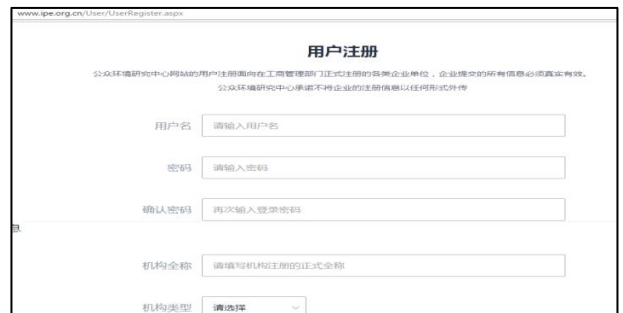 www.ipe.org.cn/User/UserRegister.aspx
用户注册
公众环境研究中心网站的用户注册面向在工商管理部门正式注册的各类企业单位，企业提交的所有信息必须真实有效。
公众环境研究中心承诺不将企业的注册信息以任何形式外传
用户名 请输入用户名
密码 请输入密码
确认密码 再次输入登录密码
息
机构全称 请填写机构注册的正式全称
机构类型 请选择